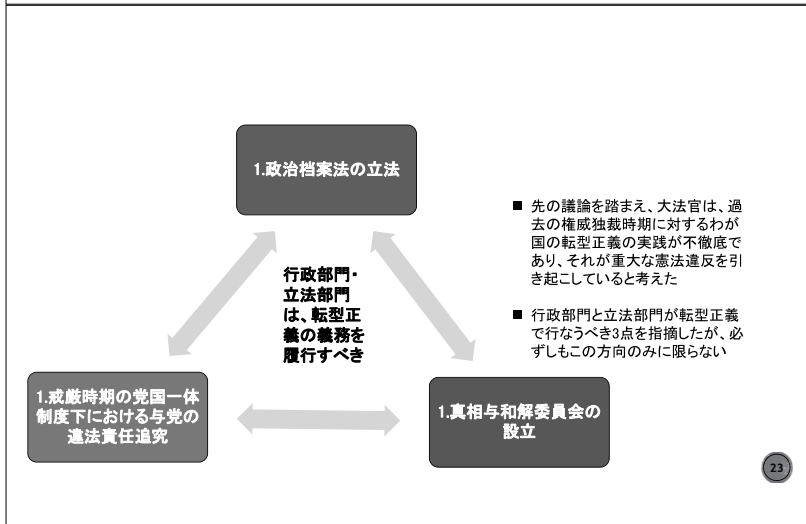 1.政治档案法の立法
行政部門・
立法部門
は、転型正
義の義務を
履行すべき
1.戒厳時期の党国一体
制度下における与党の
違法責任追究
1.真相与和解委員会の
設立
■ 先の議論を踏まえ、大法官は、過
去の権威独裁時期に対するわが
国の転型正義の実践が不徹底で
あり、それが重大な憲法違反を引
き起こしていると考えた
■ 行政部門と立法部門が転型正義
で行なうべき3点を指摘したが、必
ずしもこの方向のみに限らない
23